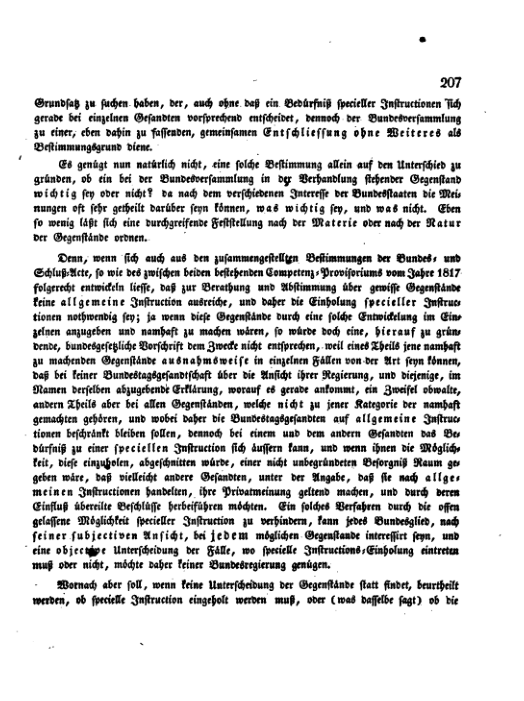 207
Grundsatz zu suchen haben, der, auch ohne daß ein Bedürfniß specieller Instructionen sich
gerade bei einzelnen Gesandten vorsprechend entscheidet, dennoch der Bundesversammlung
zu einer, eben dahin zu fassenden, gemeinsamen Entschliessung ohne Weiteres als
Bestimmungsgrund diene.
Es genügt nun natürlich nicht, eine solche Bestimmung allein auf den Unterschied zu
gründen, ob ein bei der Bundesversammlung in der Verhandlung stehender Gegenstand
wichtig sey oder nicht? da nach dem verschiedenen Interesse der Bundesstaaten die Mei-
nungen oft sehr getheilt darüber seyn können, was wichtig sey, und was nicht. Eben
so wenig läßt sich eine durchgreifende Feststellung nach der Materie oder nach der Natur
der Gegenstände ordnen.
Denn, wenn sich auch aus den zusammengestellten Bestimmungen der Bundes- und
Schluß-Acte, so wie des zwischen beiden bestehenden Competenz-Provisoriums vom Jahre 1817
folgerecht entwickeln liesse, daß zur Berathung und Abstimmung über gewisse Gegenstände
keine allgemeine Instruction ausreiche, und daher die Einholung specieller Instruc-
tionen nothwendig sey; ja wenn diese Gegenstände durch eine solche Entwickelung im Ein-
zelnen anzugeben und namhaft zu machen wären, so würde doch eine, hierauf zu grün-
dende, bundesgesetzliche Vorschrift dem Zwecke nicht entsprechen, weil eines Theils jene namhaft
zu machenden Gegenstände ausnahmsweise in einzelnen Fällen von der Art seyn können,
daß bei keiner Bundestagsgesandtschaft über die Ansicht ihrer Regierung, und diejenige, im
Namen derselben abzugebende Erklärung, worauf es gerade ankommt, ein Zweifel obwalte,
andern Theils aber bei allen Gegenständen, welche nicht zu jener Kategorie der namhaft
gemachten gehören, und wobei daher die Bundestagsgesandten auf allgemeine Instruc-
tionen beschränkt bleiben sollen, dennoch bei einem und dem andern Gesandten das Be-
dürfniß zu einer speciellen Instruction sich äussern kann, und wenn ihnen die Möglich-
keit, diese einzuholen, abgeschnitten würde, einer nicht unbegründeten Besorgniß Raum ge-
geben wäre, daß vielleicht andere Gesandten, unter der Angabe, daß sie nach allge-
meinen Instructionen handelten, ihre Privatmeinung geltend machen, und durch deren
Einfluß übereilte Beschlüsse herbeiführen möchten. Ein solches Verfahren durch die offen
gelassene Möglichkeit specieller Instruction zu verhindern, kann jedes Bundesglied, nach
seiner subjectiven Ansicht, bei jedem möglichen Gegenstande interessirt seyn, und
eine objective Unterscheidung der Fälle, wo specielle Instructions-Einholung eintreten
muß oder nicht, möchte daher keiner Bundesregierung genügen.
Wornach aber soll, wenn keine Unterscheidung der Gegenstände statt findet, beurtheilt
werden, ob specielle Instruction eingeholt werden muß, oder (was dasselbe sagt) ob die